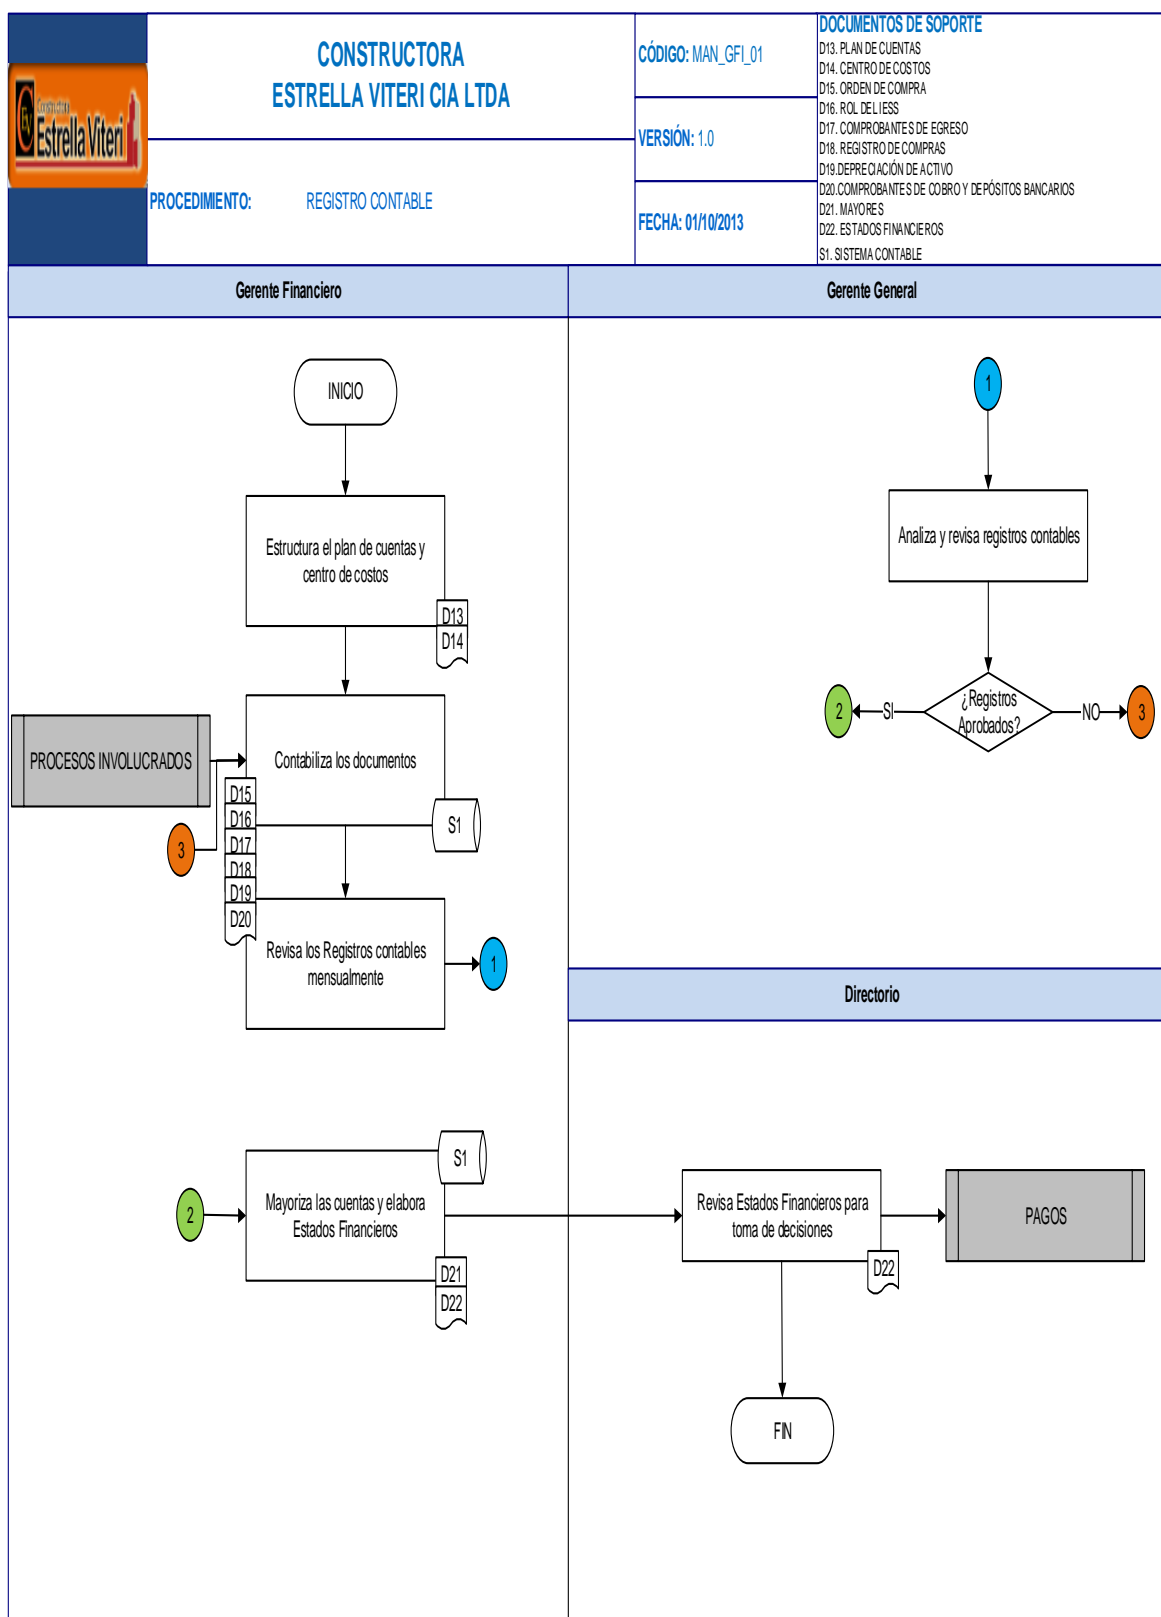 Constructora
Estrella Viteri
CONSTRUCTORA
ESTRELLA VITERI CIA LTDA
PROCEDIMIENTO: REGISTRO CONTABLE
CÓDIGO: MAN_GFI_01
VERSIÓN: 1.0
FECHA: 01/10/2013
DOCUMENTOS DE SOPORTE
D13. PLAN DE CUENTAS
D14. CENTRO DE COSTOS
D15. ORDEN DE COMPRA
D16. ROL DEL IESS
D17. COMPROBANTES DE EGRESO
D18. REGISTRO DE COMPRAS
D19.DEPRECIACIÓN DE ACTIVO
D20.COMPROBANTES DE COBRO Y DEPÓSITOS BANCARIOS
D21. MAYORES
D22. ESTADOS FINANCIEROS
S1. SISTEMA CONTABLE
Gerente Financiero
INICIO
Estructura el plan de cuentas y
centro de costos
D13
D14
PROCESOS INVOLUCRADOS
Contabiliza los documentos
D15
D16
D17
D18
D19
D20
S1
3
Revisa los Registros contables
mensualmente
1
2
Mayoriza las cuentas y elabora
Estados Financieros
S1
D21
D22
Gerente General
1
Analiza y revisa registros contables
¿Registros
Aprobados?
SI
2
NO
3
Directorio
Revisa Estados Financieros para
toma de decisiones
D22
PAGOS
FIN